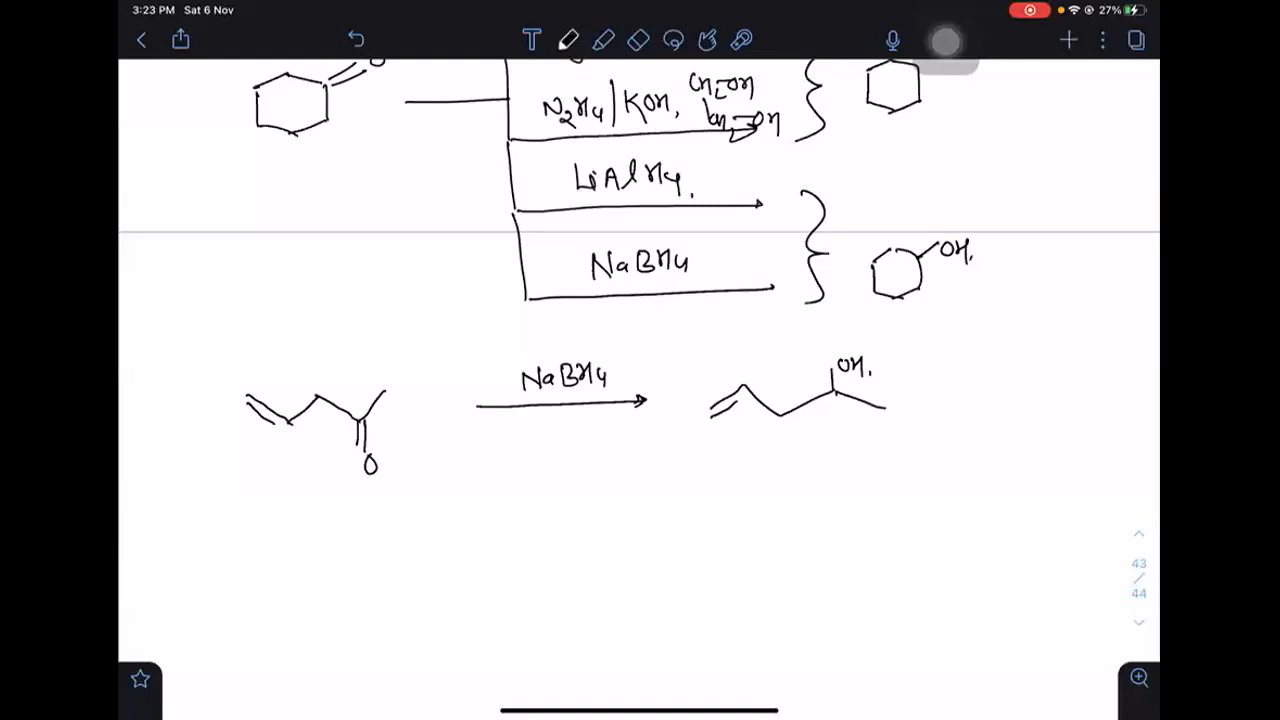 3:23 PM Sat 6 Nov
27%
T
O
N2H4 / KOH, CH2-OH
CH2-OH
LiAlH4.
NaBH4
OH.
NaBH4
OH.
O
43
/
44